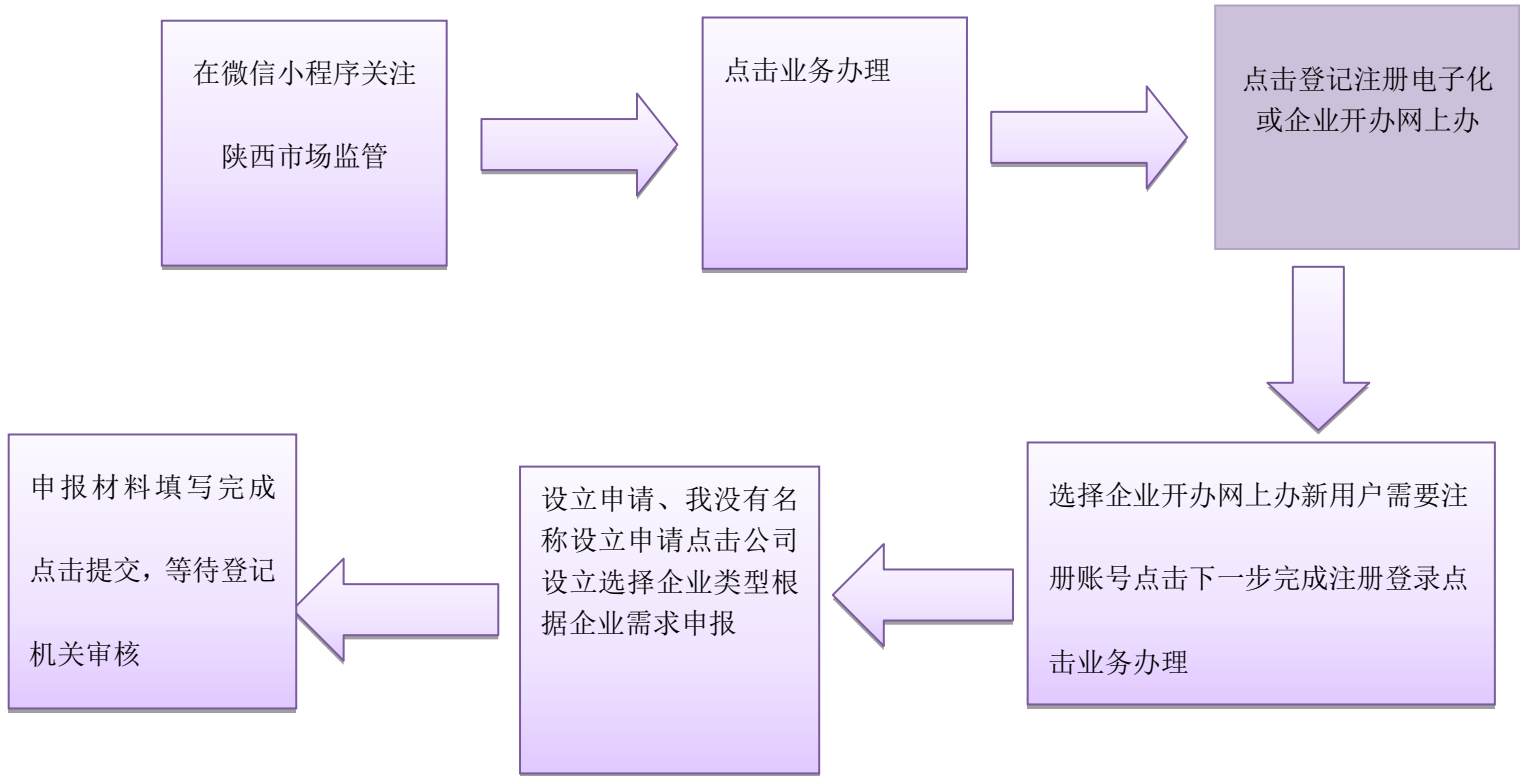 在微信小程序关注
陕西市场监管
点击业务办理
点击登记注册电子化
或企业开办网上办
选择企业开办网上办新用户需要注
册账号点击下一步完成注册登录点
击业务办理
设立申请、我没有名
称设立申请点击公司
设立选择企业类型根
据企业需求申报
申报材料填写完成
点击提交，等待登记
机关审核